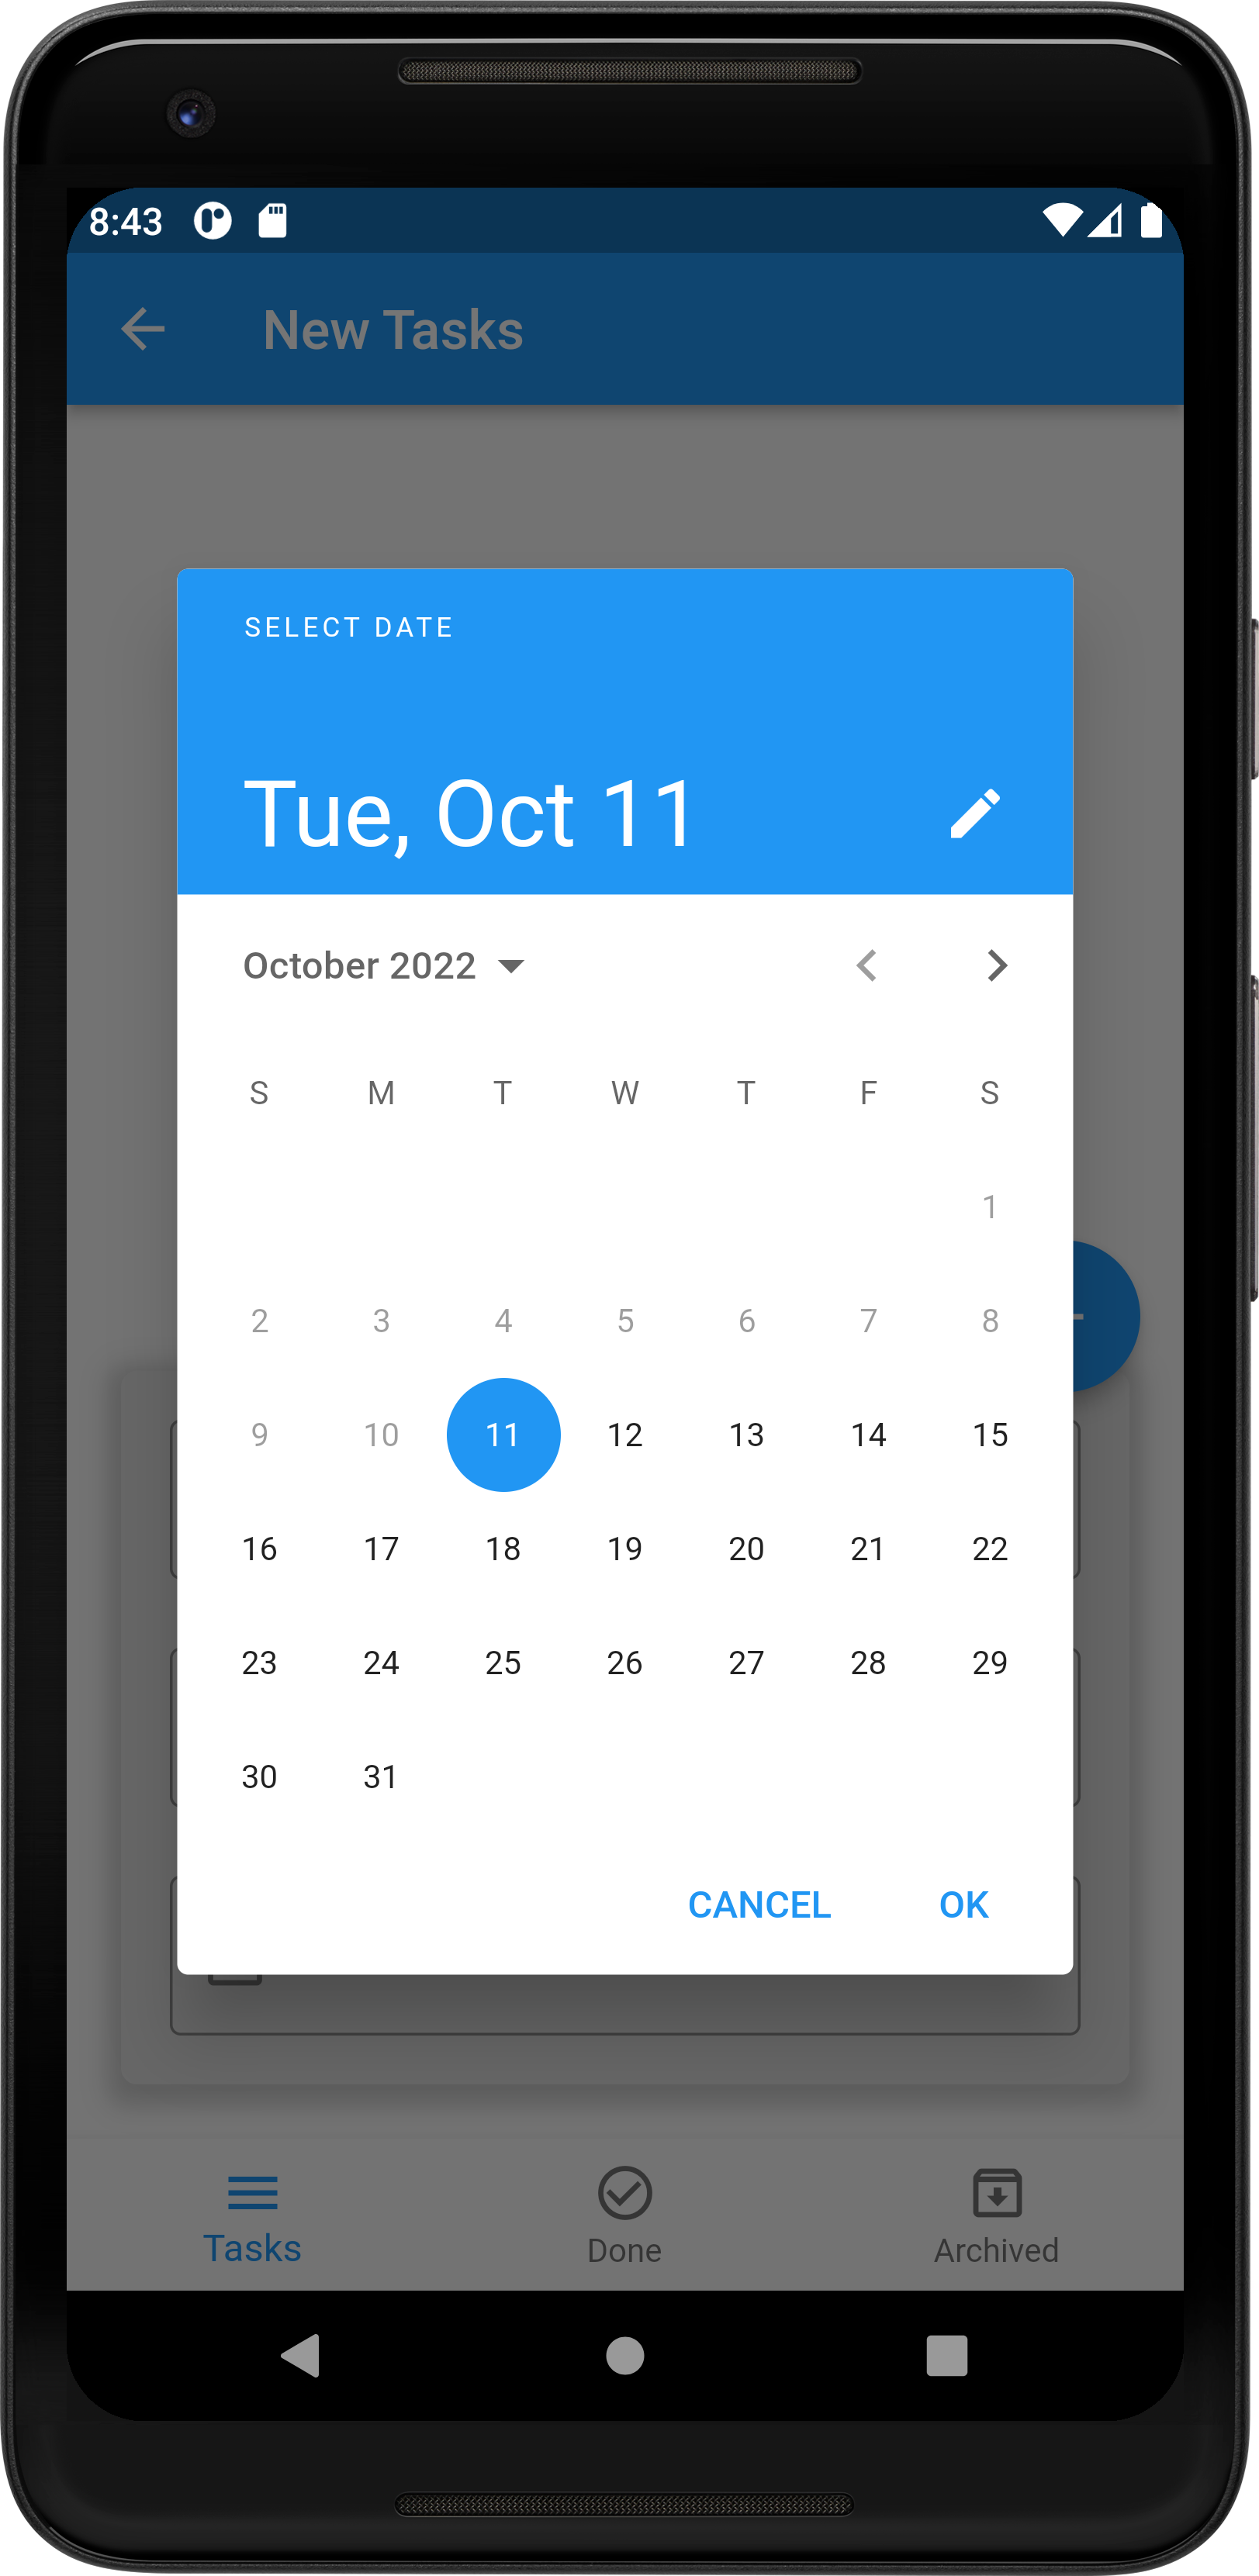 8:43
New Tasks
SELECT DATE
Tue, Oct 11
October 2022
S M T W T F S
1
2 3 4 5 6 7 8
9 10 11 12 13 14 15
16 17 18 19 20 21 22
23 24 25 26 27 28 29
30 31
CANCEL OK
Tasks Done Archived